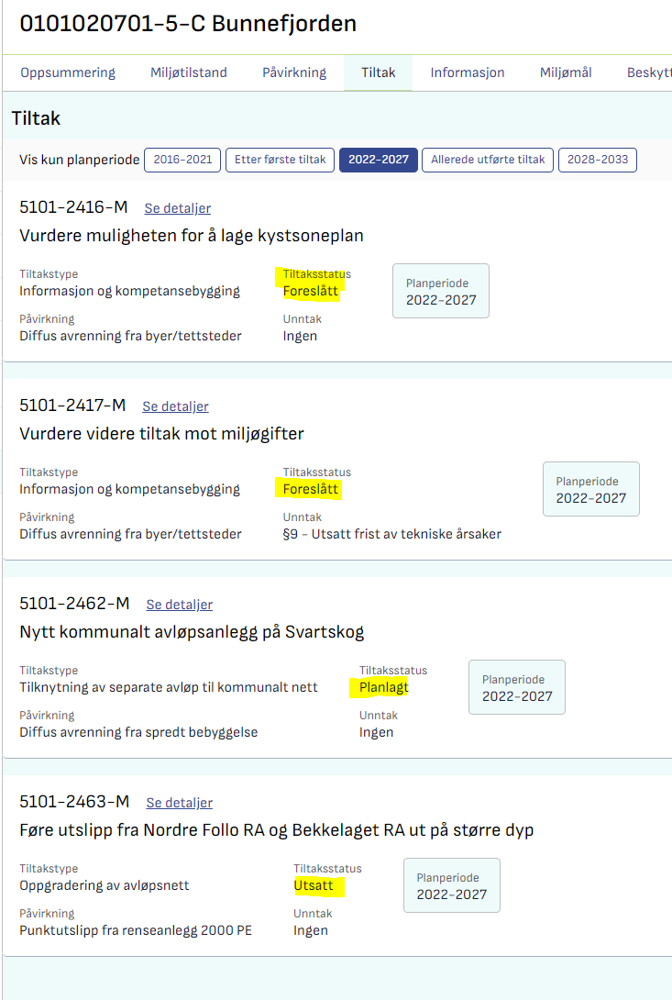 0101020701-5-C Bunnefjorden
Oppsummering Miljøtilstand Påvirkning Tiltak Informasjon Miljømål Beskytt
Tiltak
Vis kun planperiode 2016-2021 Etter første tiltak 2022-2027 Allerede utførte tiltak 2028-2033
5101-2416-M Se detaljer
Vurdere muligheten for å lage kystsoneplan
Tiltakstype Tiltaksstatus
Informasjon og kompetansebygging Foreslått
Planperiode
2022-2027
Påvirkning Unntak
Diffus avrenning fra byer/tettsteder Ingen
5101-2417-M Se detaljer
Vurdere videre tiltak mot miljøgifter
Tiltakstype Tiltaksstatus
Informasjon og kompetansebygging Foreslått
Planperiode
2022-2027
Påvirkning Unntak
Diffus avrenning fra byer/tettsteder §9 - Utsatt frist av tekniske årsaker
5101-2462-M Se detaljer
Nytt kommunalt avløpsanlegg på Svartskog
Tiltakstype Tiltaksstatus
Tilknytning av separate avløp til kommunalt nett Planlagt
Planperiode
2022-2027
Påvirkning Unntak
Diffus avrenning fra spredt bebyggelse Ingen
5101-2463-M Se detaljer
Føre utslipp fra Nordre Follo RA og Bekkelaget RA ut på større dyp
Tiltakstype Tiltaksstatus
Oppgradering av avløpsnett Utsatt
Planperiode
2022-2027
Påvirkning Unntak
Punktutslipp fra renseanlegg 2000 PE Ingen